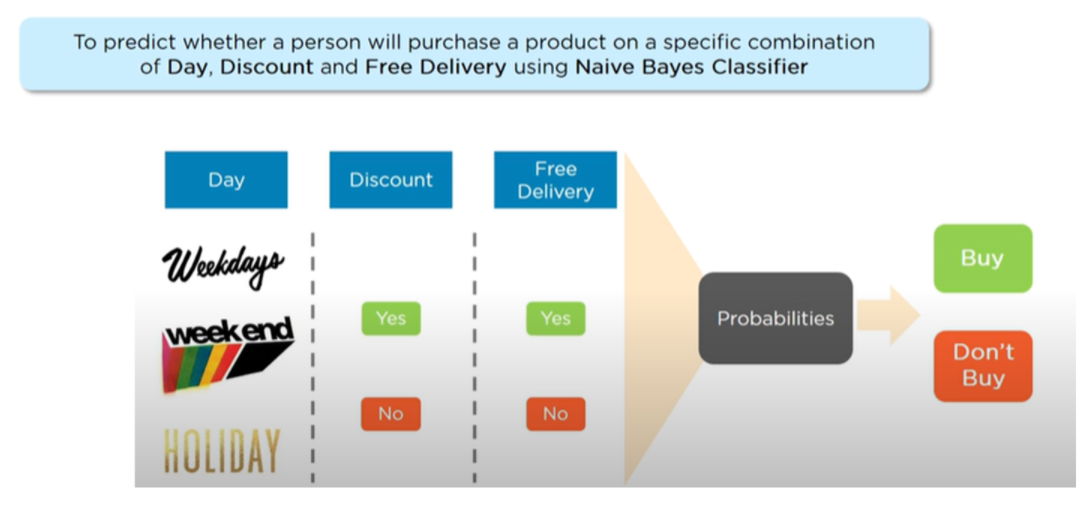 To predict whether a person will purchase a product on a specific combination
of Day, Discount and Free Delivery using Naive Bayes Classifier
Day
Discount
Free
Delivery
Weekdays
weekend
HOLIDAY
Yes
No
Yes
No
Probabilities
Buy
Don't
Buy